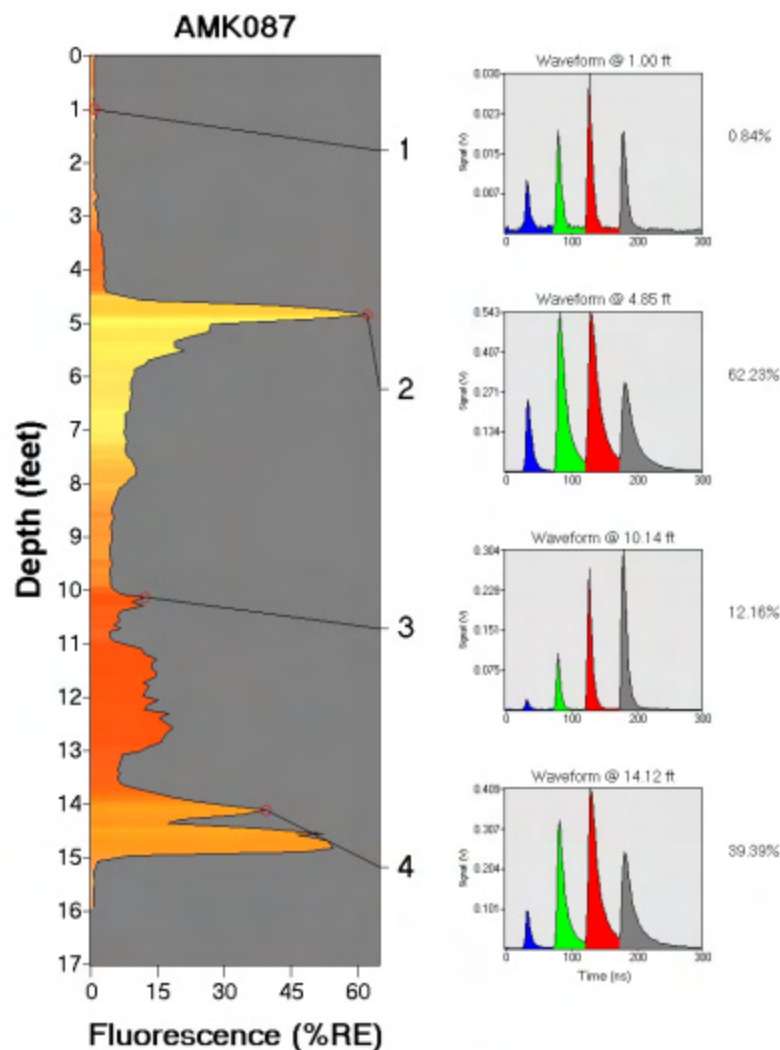 AMK087
0
1
2
3
4
5
6
7
8
9
10
11
12
13
14
15
16
17
Depth (feet)
0 15 30 45 60
Fluorescence (%RE)
1
2
3
4
Waveform @ 1.00 ft
0.030
0.023
0.015
0.007
Signal (V)
0 100 200 300
0.84%
Waveform @ 4.85 ft
0.543
0.407
0.271
0.134
Signal (V)
0 100 200 300
62.23%
Waveform @ 10.14 ft
0.304
0.228
0.151
0.075
Signal (V)
0 100 200 300
12.16%
Waveform @ 14.12 ft
0.409
0.307
0.204
0.101
Signal (V)
0 100 200 300
Time (ns)
39.39%